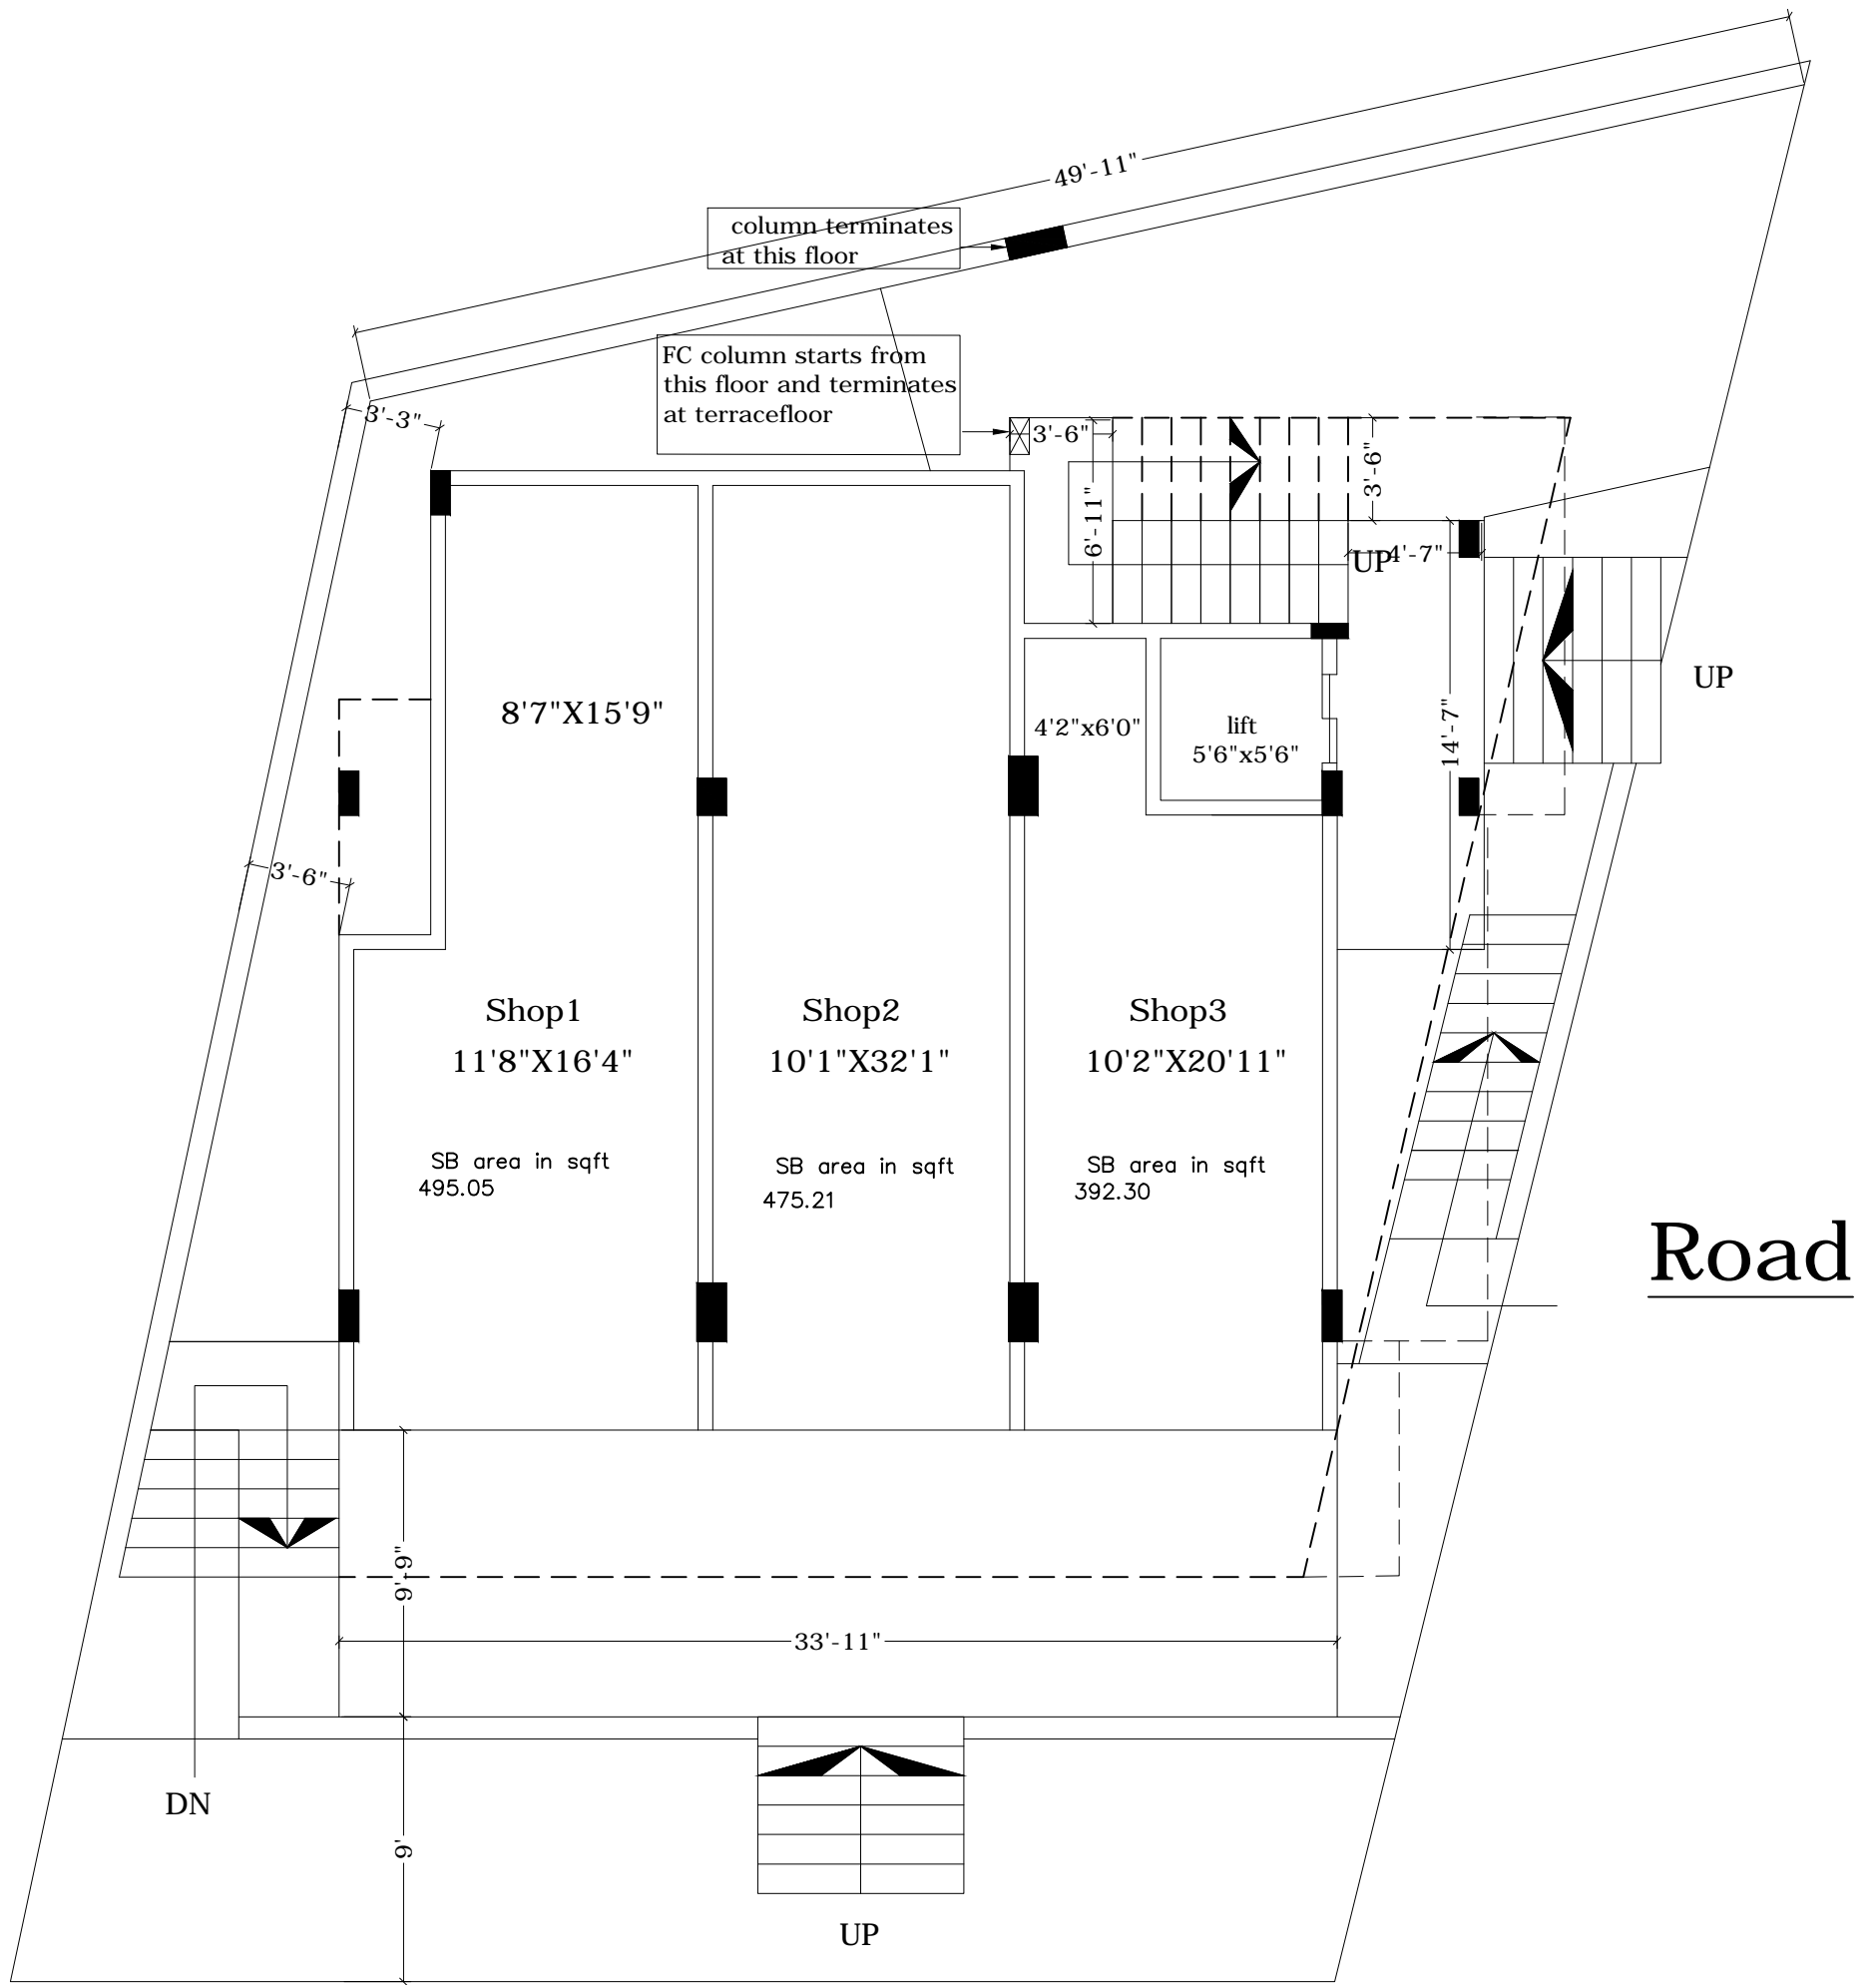 49'-11"
column terminates
at this floor
FC column starts from
this floor and terminates
at terracefloor
3'-3"
3'-6"
3'-6"
6'-11"
UP
4'-7"
UP
8'7"X15'9"
4'2"x6'0"
lift
5'6"x5'6"
14'-7"
3'-6"
Shop1
11'8"X16'4"
Shop2
10'1"X32'1"
Shop3
10'2"X20'11"
SB area in sqft
495.05
SB area in sqft
475.21
SB area in sqft
392.30
Road
9'-9"
33'-11"
DN
9'
UP